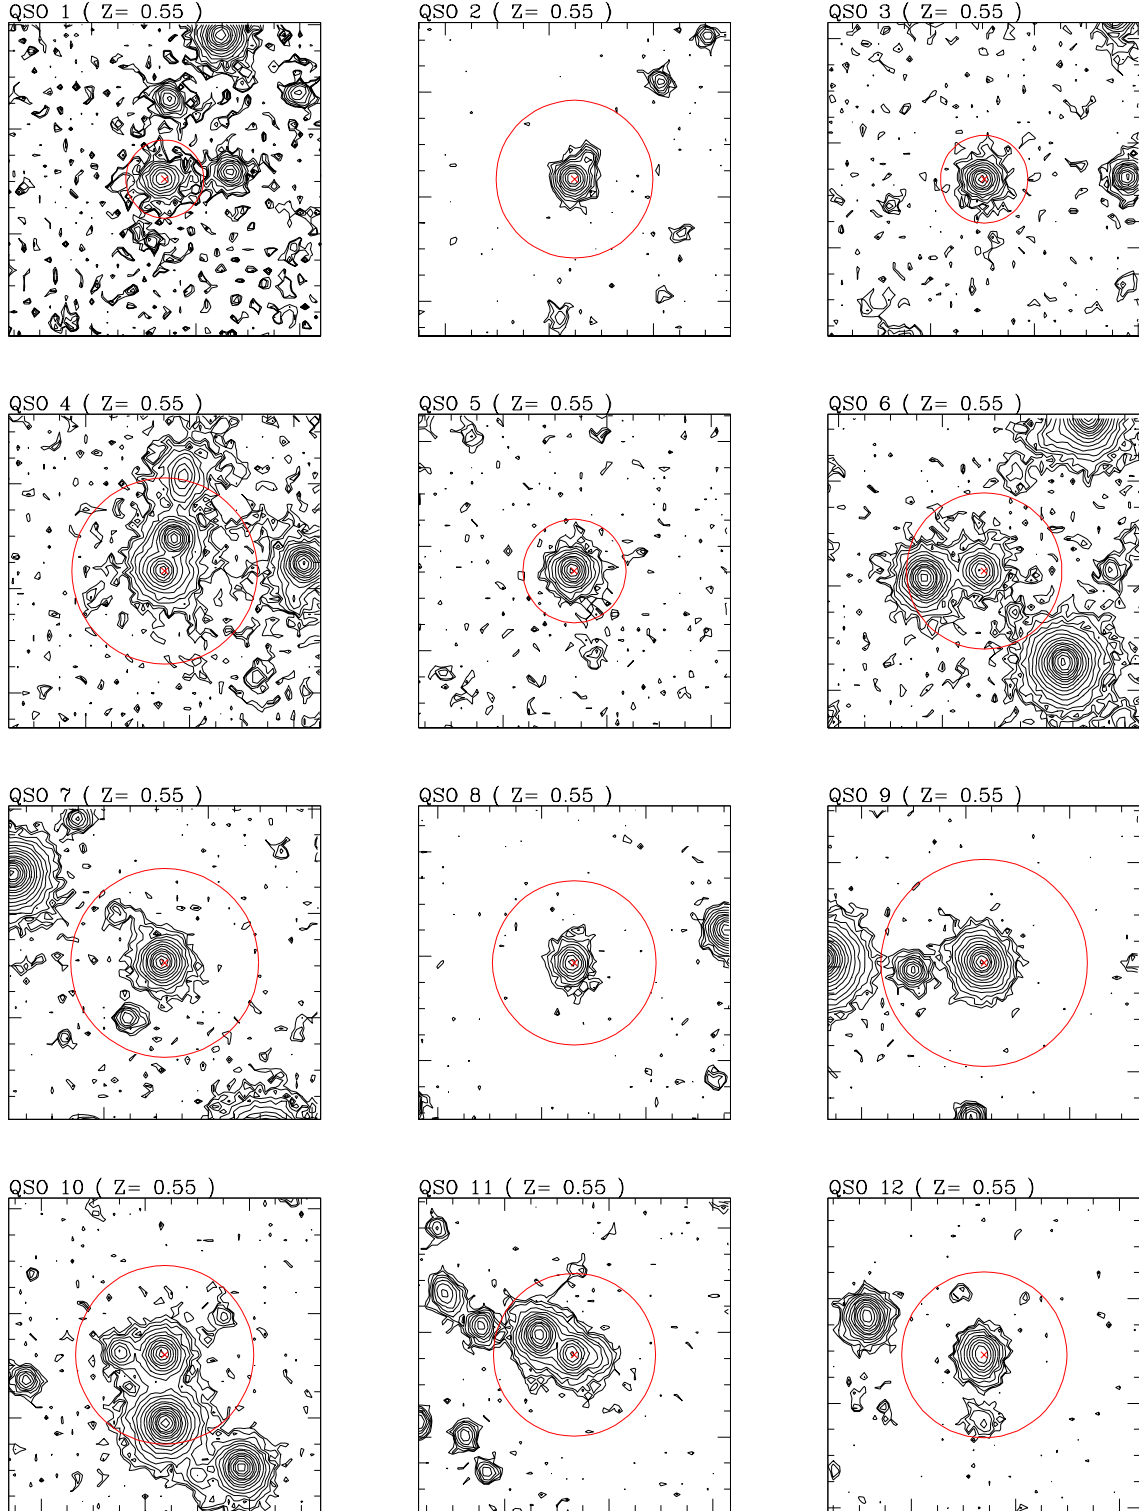 QSO 1 ( Z= 0.55 )
QSO 2 ( Z= 0.55 )
QSO 3 ( Z= 0.55 )
QSO 4 ( Z= 0.55 )
QSO 5 ( Z= 0.55 )
QSO 6 ( Z= 0.55 )
QSO 7 ( Z= 0.55 )
QSO 8 ( Z= 0.55 )
QSO 9 ( Z= 0.55 )
QSO 10 ( Z= 0.55 )
QSO 11 ( Z= 0.55 )
QSO 12 ( Z= 0.55 )